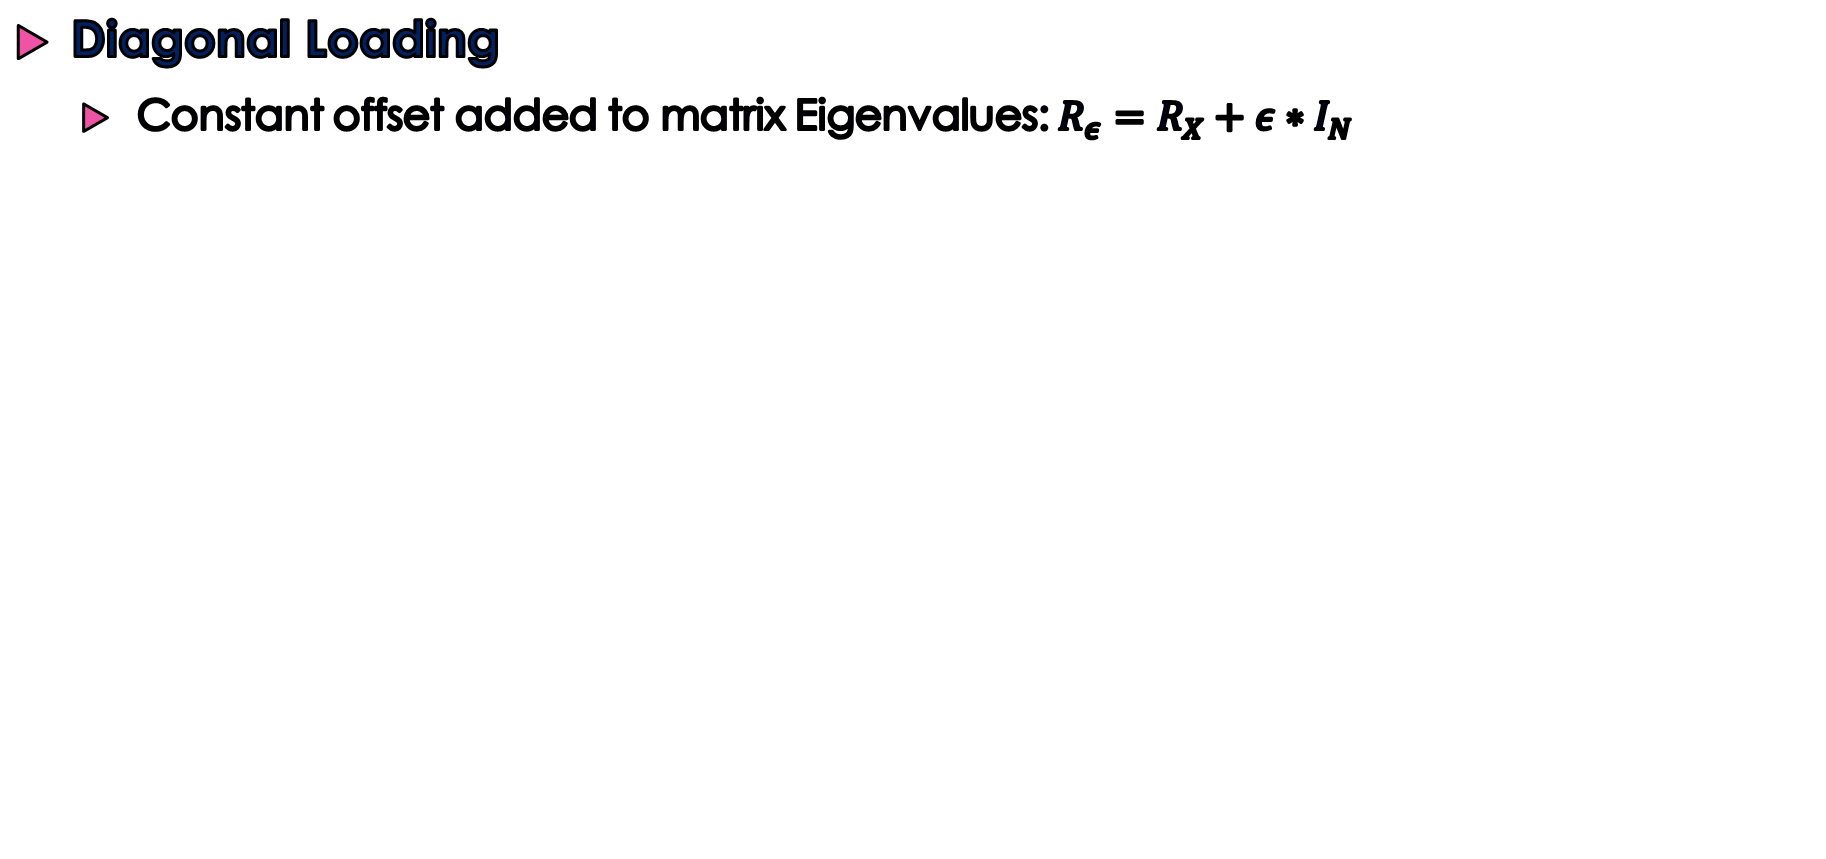 Diagonal Loading
Constant offset added to matrix Eigenvalues: R_ϵ = R_X + ϵ * I_N